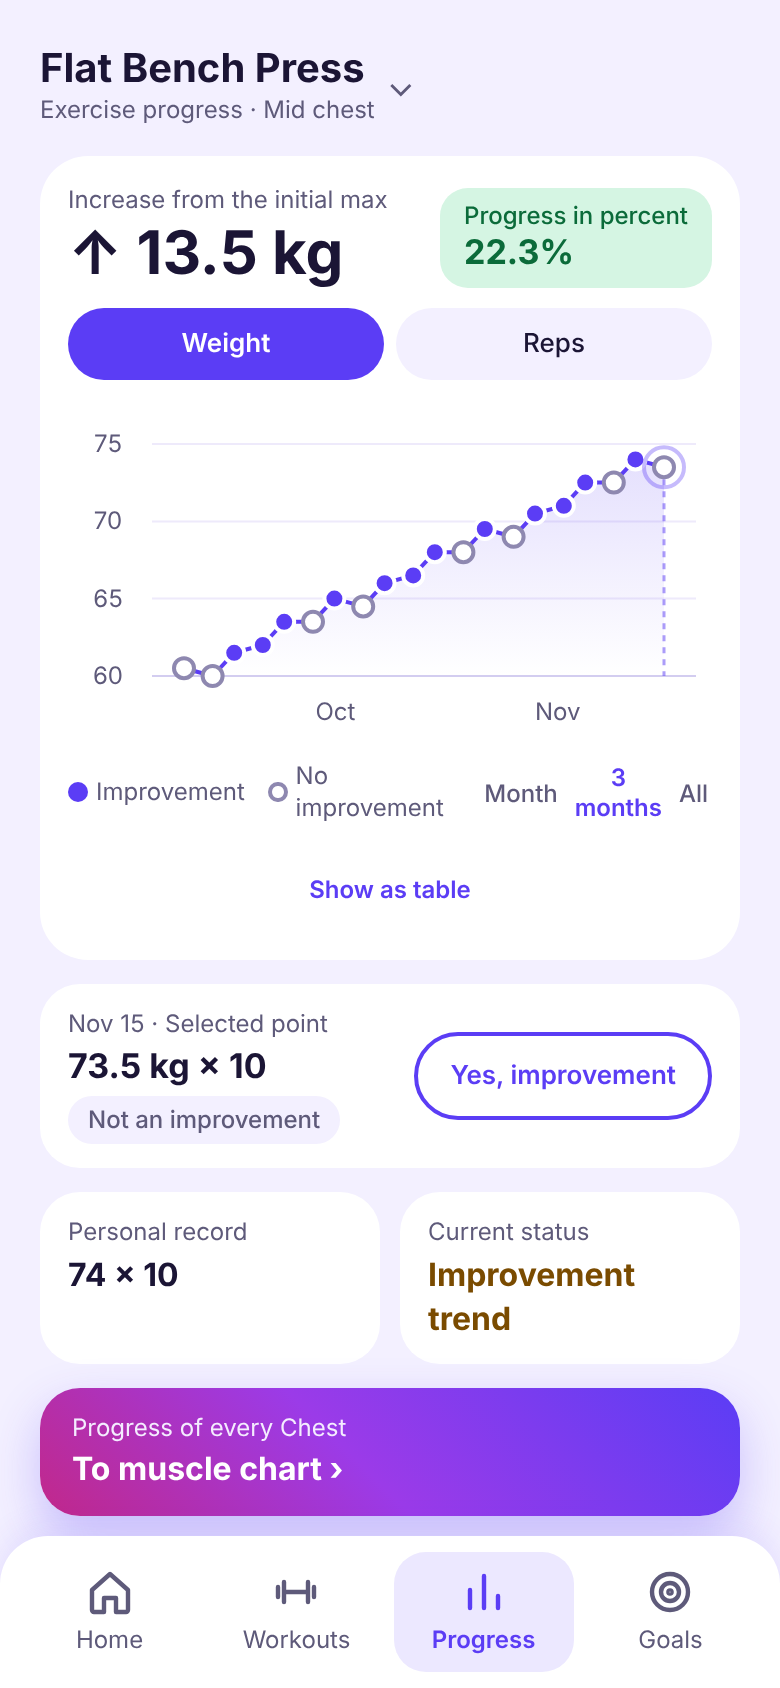 Flat Bench Press
Exercise progress · Mid chest
Increase from the initial max
↑ 13.5 kg
Progress in percent
22.3%
Weight
Reps
75
70
65
60
Oct
Nov
Improvement
No
improvement
Month
3
months
All
Show as table
Nov 15 · Selected point
73.5 kg × 10
Not an improvement
Yes, improvement
Personal record
74 × 10
Current status
Improvement
trend
Progress of every Chest
To muscle chart ›
Home
Workouts
Progress
Goals